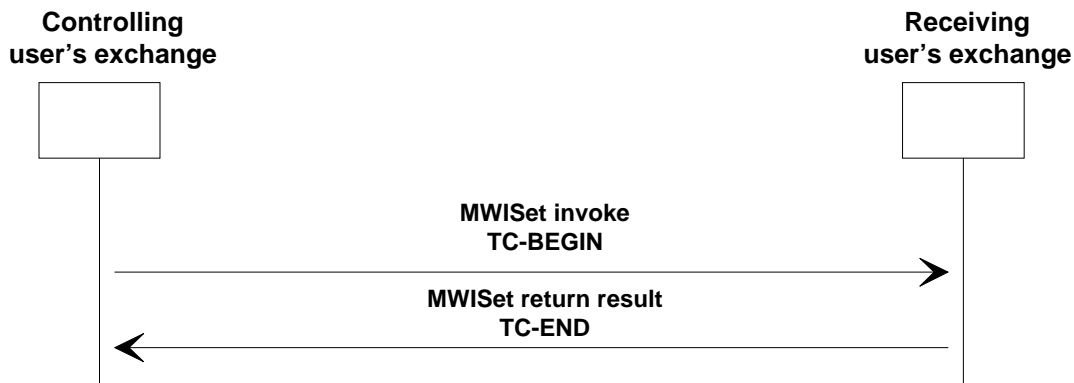 Controlling
user’s exchange
Receiving
user’s exchange
MWISet invoke
TC-BEGIN
MWISet return result
TC-END